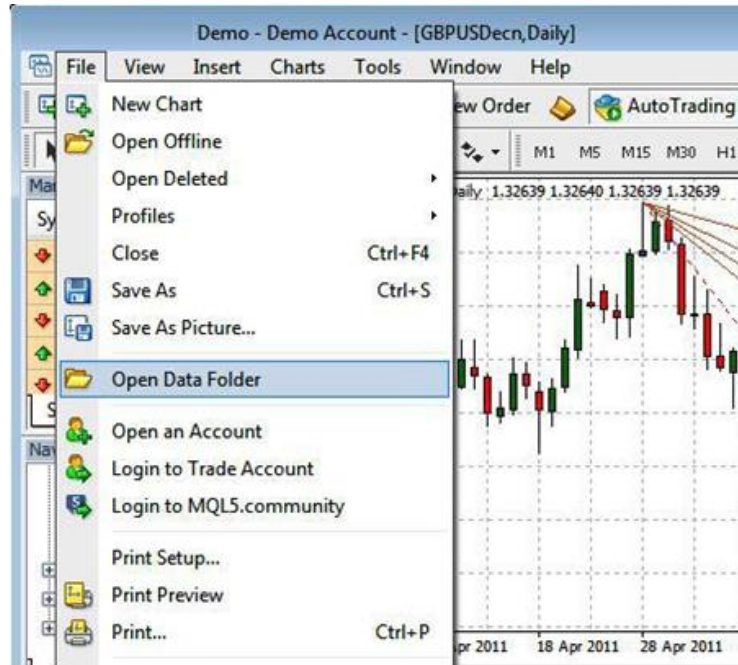 Demo - Demo Account - [GBPUSDecn,Daily]
File View Insert Charts Tools Window Help
New Chart
ew Order AutoTrading
Open Offline
M1 M5 M15 M30 H1
Open Deleted
Mar
aily 1.32639 1.32640 1.32639 1.32639
Profiles
Sy
Close Ctrl+F4
Save As Ctrl+S
Save As Picture...
Open Data Folder
S
Open an Account
Nav
Login to Trade Account
Login to MQL5.community
Print Setup...
Print Preview
Print... Ctrl+P
pr 2011 18 Apr 2011 28 Apr 2011